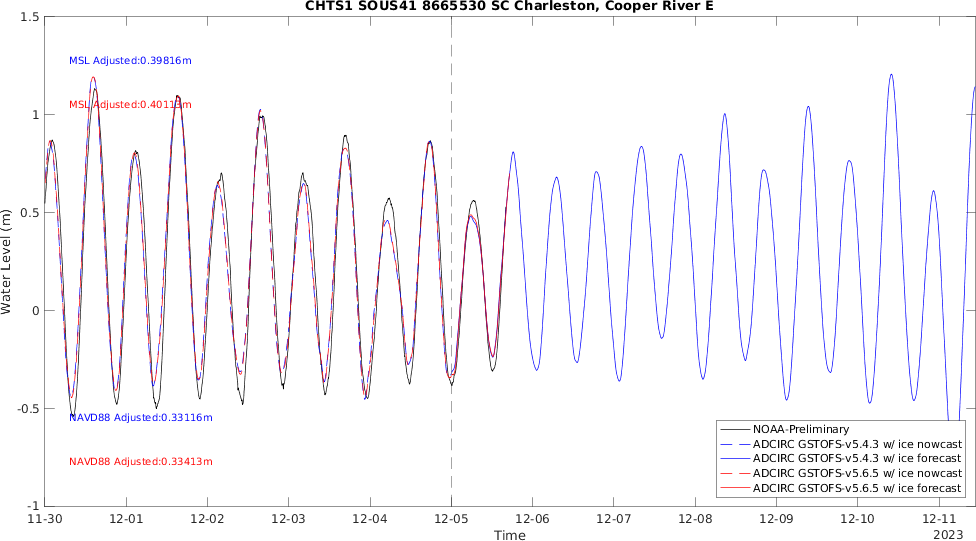 CHTS1 SOUS41 8665530 SC Charleston, Cooper River E
1.5
1
0.5
0
-0.5
-1
Water Level (m)
MSL Adjusted:0.39816m
MSL Adjusted:0.40113m
NAVD88 Adjusted:0.33116m
NAVD88 Adjusted:0.33413m
NOAA-Preliminary
ADCIRC GSTOFS-v5.4.3 w/ ice nowcast
ADCIRC GSTOFS-v5.4.3 w/ ice forecast
ADCIRC GSTOFS-v5.6.5 w/ ice nowcast
ADCIRC GSTOFS-v5.6.5 w/ ice forecast
11-30 12-01 12-02 12-03 12-04 12-05 12-06 12-07 12-08 12-09 12-10 12-11
Time
2023